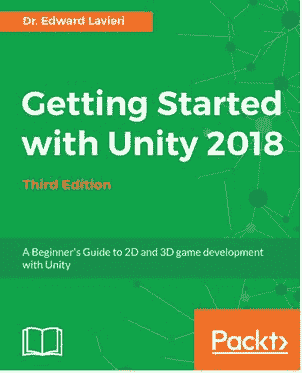 Dr. Edward Lavieri
Getting Started
with Unity 2018
Third Edition
A Beginner's Guide to 2D and 3D game development
with Unity
Packt>